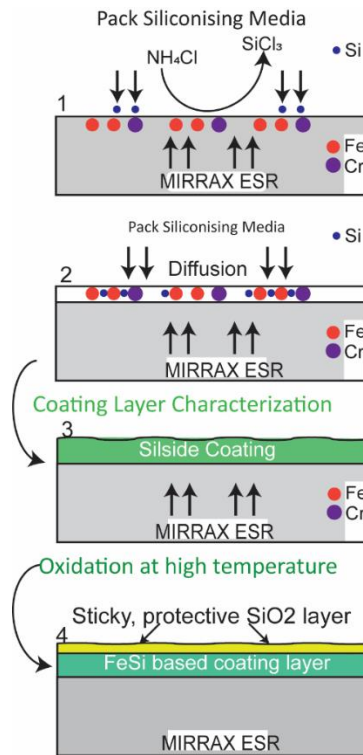 Pack Siliconising Media
NH₄Cl
SiCl₃
Si
1
Fe
Cr
MIRRAX ESR
Pack Siliconising Media
2
Diffusion
Si
Fe
Cr
MIRRAX ESR
Coating Layer Characterization
3
Silside Coating
Fe
Cr
MIRRAX ESR
Oxidation at high temperature
Sticky, protective SiO2 layer
4
FeSi based coating layer
MIRRAX ESR